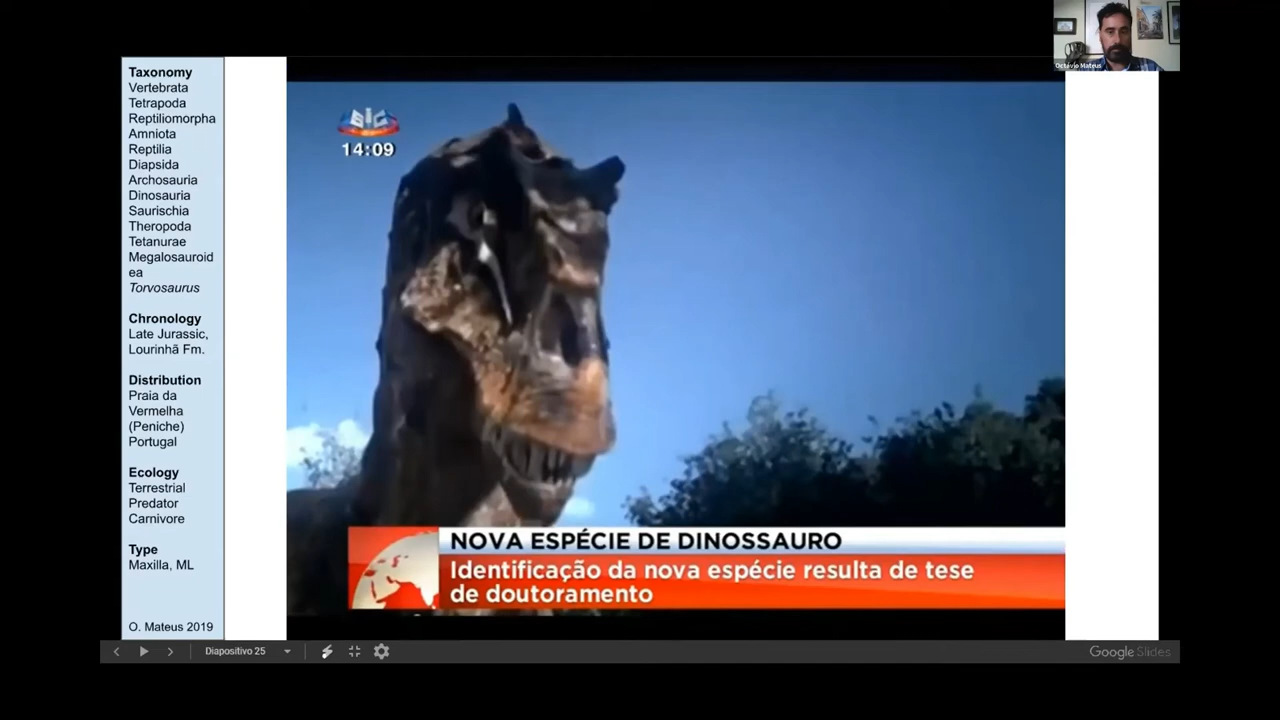 Octávio Mateus
Taxonomy
Vertebrata
Tetrapoda
Reptiliomorpha
Amniota
Reptilia
Diapsida
Archosauria
Dinosauria
Saurischia
Theropoda
Tetanurae
Megalosauroid
ea
Torvosaurus
Chronology
Late Jurassic,
Lourinhã Fm.
Distribution
Praia da
Vermelha
(Peniche)
Portugal
Ecology
Terrestrial
Predator
Carnivore
Type
Maxilla, ML
O. Mateus 2019
SIC
14:09
NOVA ESPÉCIE DE DINOSSAURO
Identificação da nova espécie resulta de tese
de doutoramento
Diapositivo 25
Google Slides